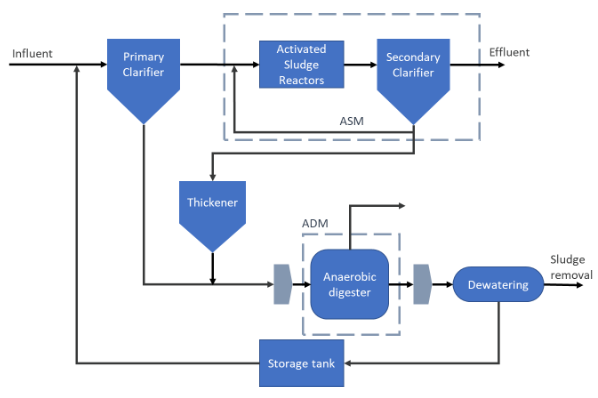 Influent
Primary
Clarifier
Activated
Sludge
Reactors
Secondary
Clarifier
Effluent
ASM
Thickener
ADM
Anaerobic
digester
Dewatering
Sludge
removal
Storage tank